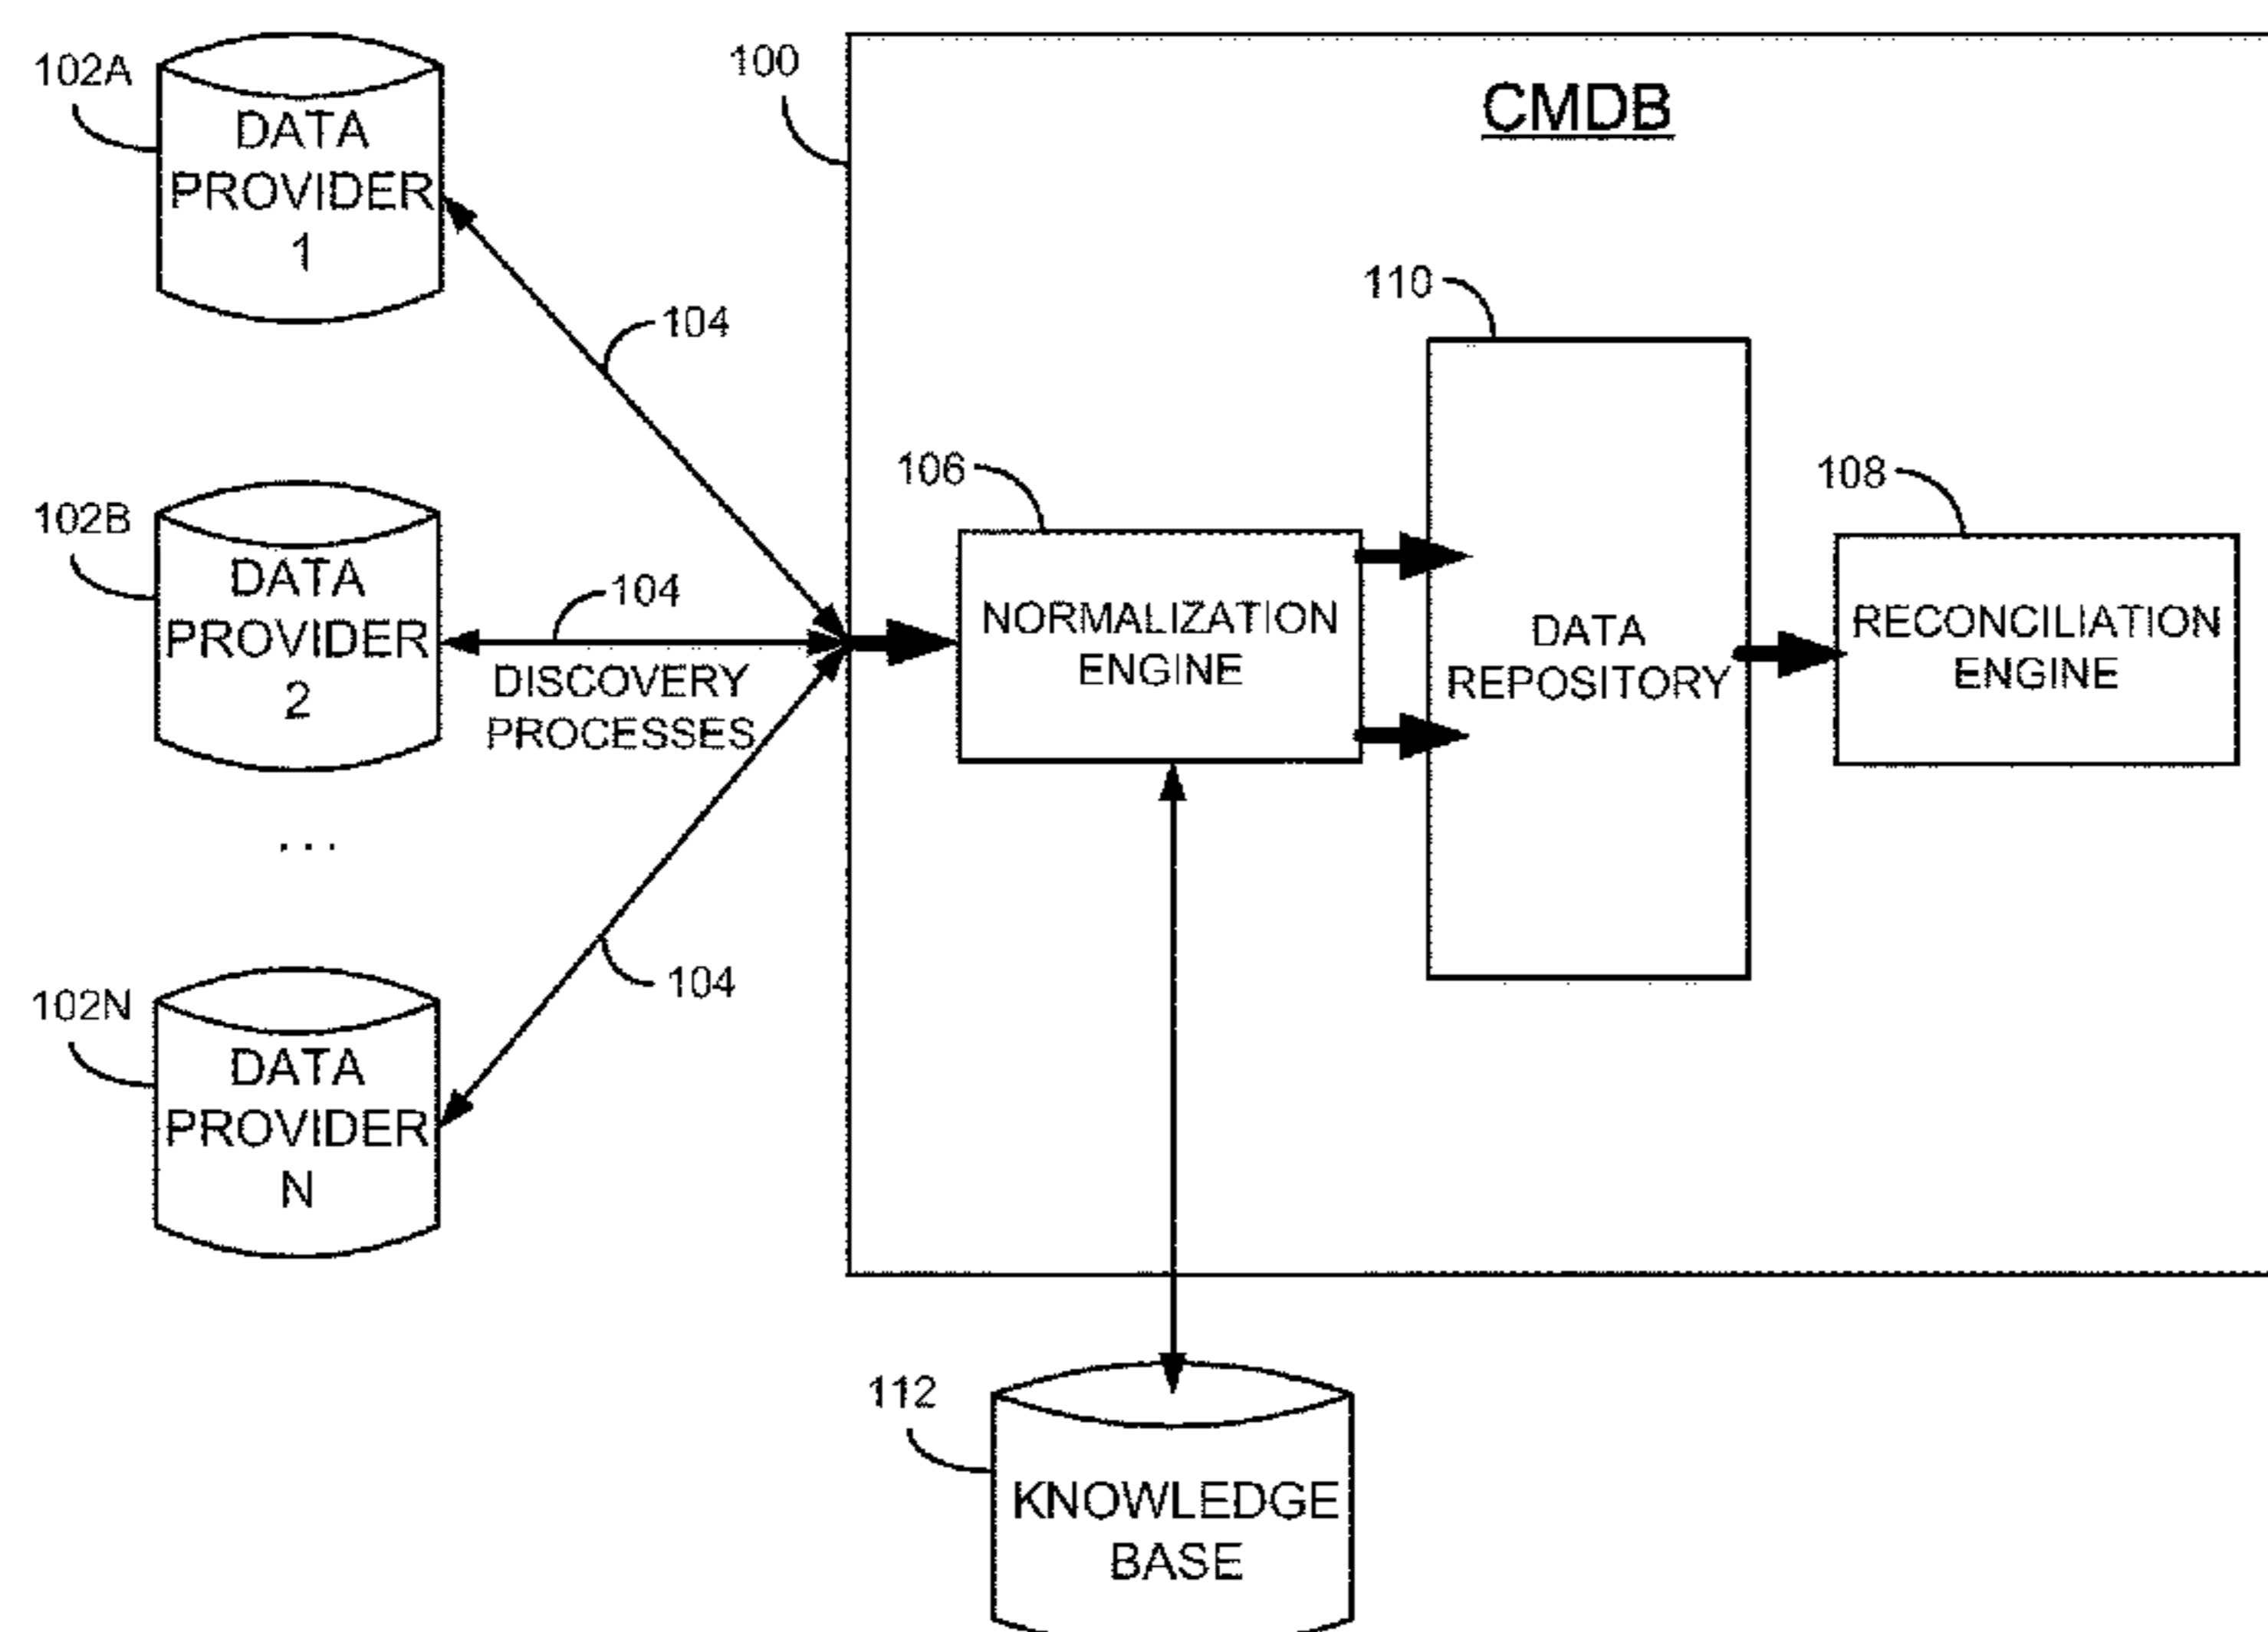 102A
DATA
PROVIDER
1
100
CMDB
104
110
102B
DATA
PROVIDER
2
104
DISCOVERY
PROCESSES
106
NORMALIZATION
ENGINE
DATA
REPOSITORY
108
RECONCILIATION
ENGINE
...
102N
DATA
PROVIDER
N
104
112
KNOWLEDGE
BASE